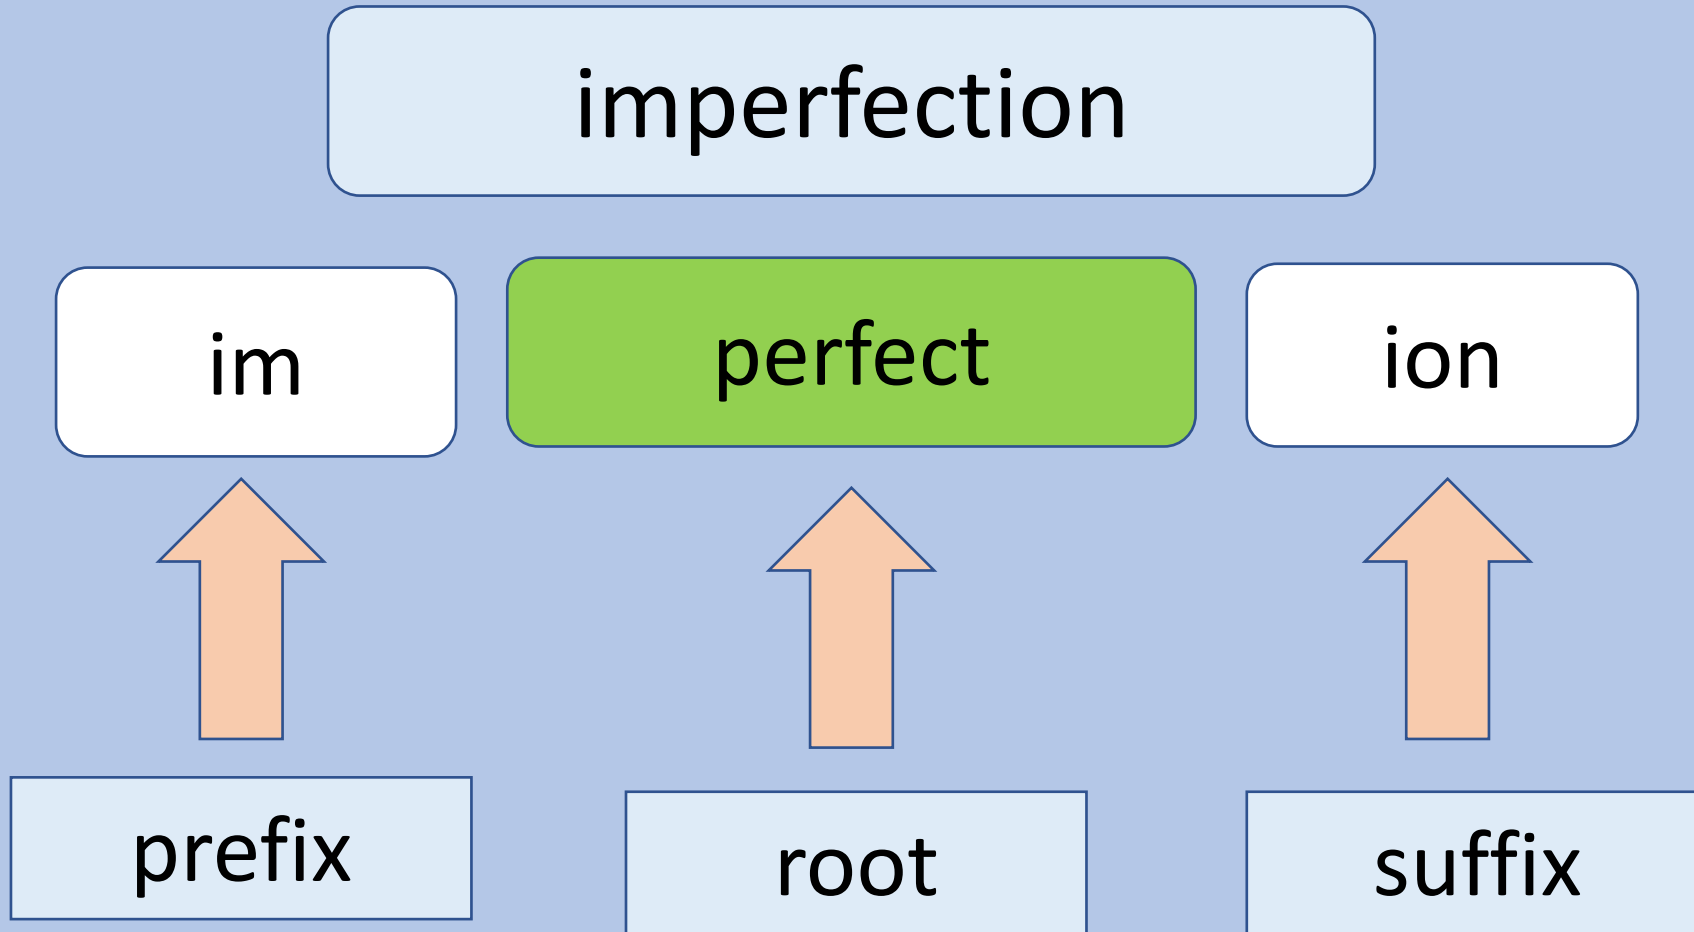 imperfection
im
perfect
ion
prefix
root
suffix